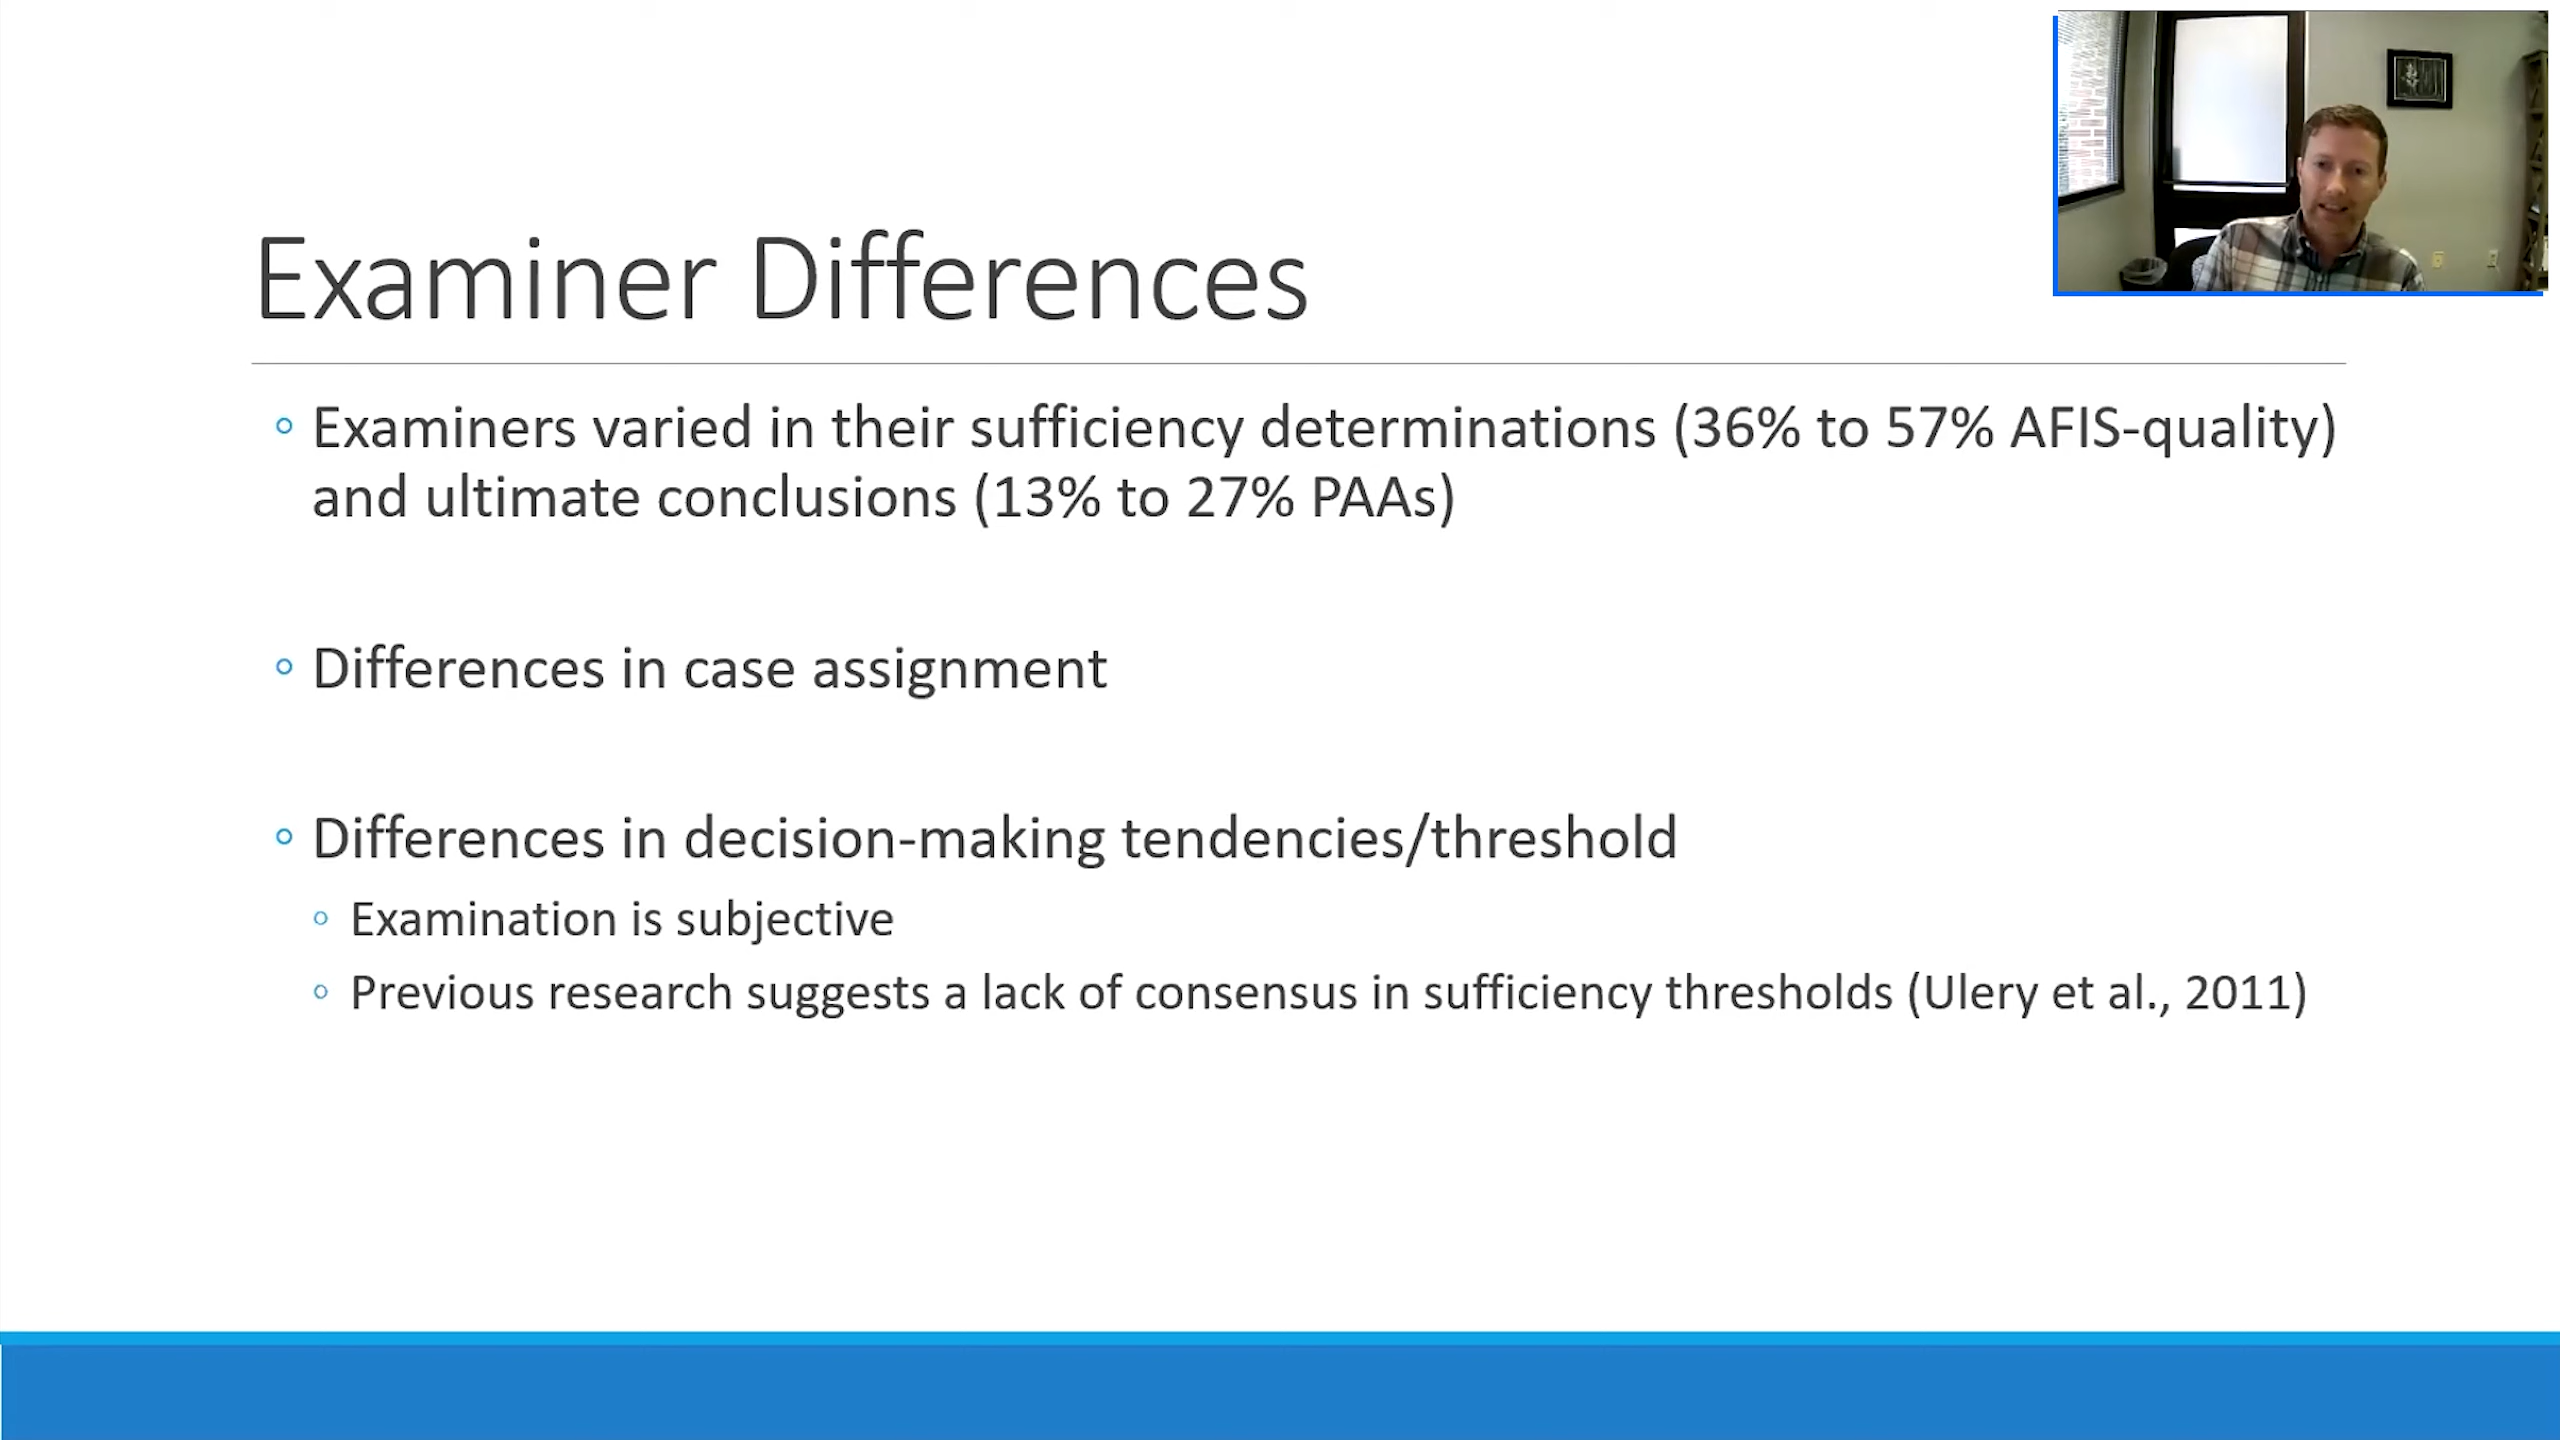 Examiner Differences
◦ Examiners varied in their sufficiency determinations (36% to 57% AFIS-quality)
and ultimate conclusions (13% to 27% PAAs)
◦ Differences in case assignment
◦ Differences in decision-making tendencies/threshold
◦ Examination is subjective
◦ Previous research suggests a lack of consensus in sufficiency thresholds (Ulery et al., 2011)